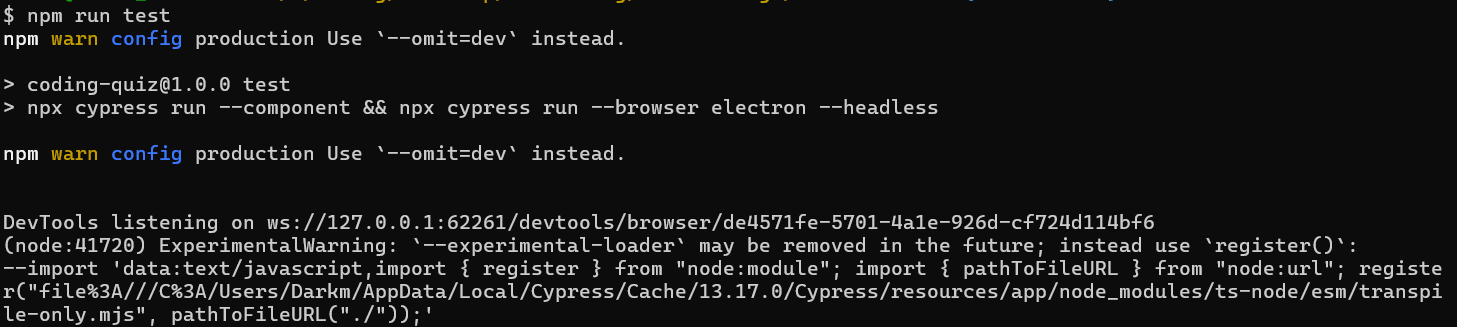 $ npm run test
npm warn config production Use `--omit=dev` instead.
> coding-quiz@1.0.0 test
> npx cypress run --component && npx cypress run --browser electron --headless
npm warn config production Use `--omit=dev` instead.
DevTools listening on ws://127.0.0.1:62261/devtools/browser/de4571fe-5701-4a1e-926d-cf724d114bf6
(node:41720) ExperimentalWarning: `--experimental-loader` may be removed in the future; instead use `register()`:
--import 'data:text/javascript,import { register } from "node:module"; import { pathToFileURL } from "node:url"; registe
r("file%3A///C%3A/Users/Darkm/AppData/Local/Cypress/Cache/13.17.0/Cypress/resources/app/node_modules/ts-node/esm/transpi
le-only.mjs", pathToFileURL("./"));'